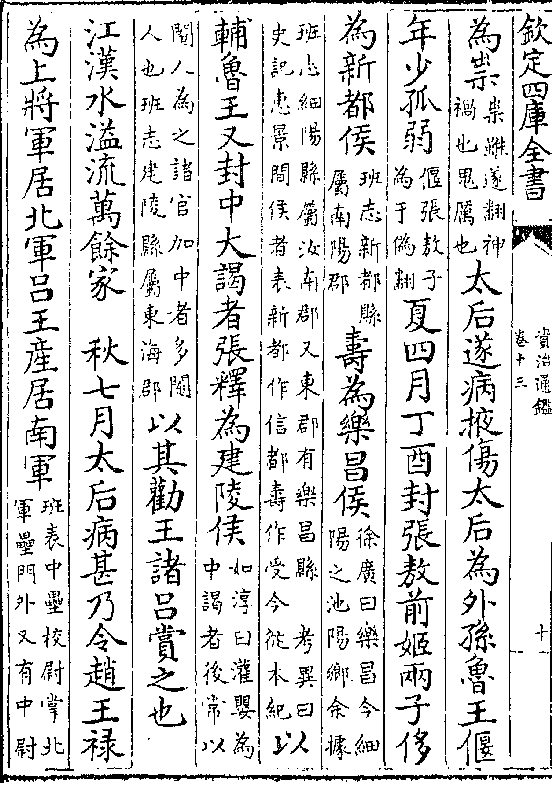 欽定四庫全書
資治通鑑
卷十三
十
為祟祟雖遂翻神禍也鬼厲也太后遂病掖傷太后為外孫魯王偃
年少孤弱偃張敖子為于偽翻夏四月丁酉封張敖前姬兩子侈
為新都侯班志新都縣屬南陽郡 壽為樂昌侯徐廣曰樂昌今細陽之池陽鄉余據
班志細陽縣屬汝南郡又東郡有樂昌縣 考異曰史記惠景間侯者表新都作信都壽作受今從本紀以
輔魯王又封中大謁者張釋為建陵侯如淳曰灌嬰為中謁者後常以
閹人為之諸官加中者多閹人也班志建陵縣屬東海郡以其勸王諸呂賞之也
江漢水溢流萬餘家 秋七月太后病甚乃令趙王祿
為上將軍居北軍呂王產居南軍班表中壘校尉掌北軍壘門外又有中尉